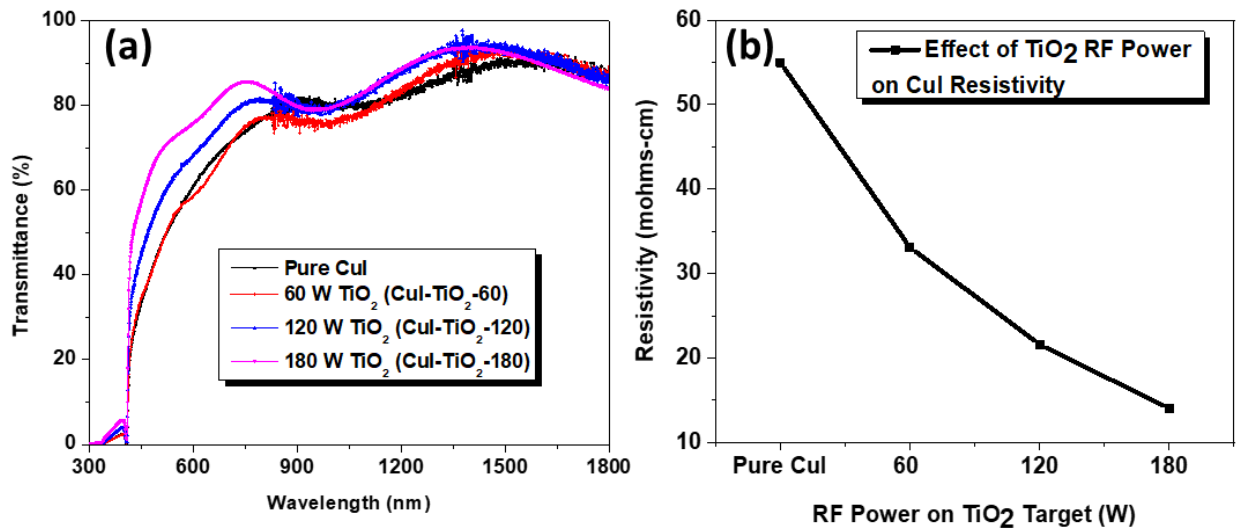 (a)
100
80
60
40
20
0
Transmittance (%)
Pure CuI
60 W TiO2 (CuI-TiO2-60)
120 W TiO2 (CuI-TiO2-120)
180 W TiO2 (CuI-TiO2-180)
300 600 900 1200 1500 1800
Wavelength (nm)
(b)
Effect of TiO2 RF Power
on CuI Resistivity
60
50
40
30
20
10
Resistivity (mohms-cm)
Pure CuI 60 120 180
RF Power on TiO2 Target (W)